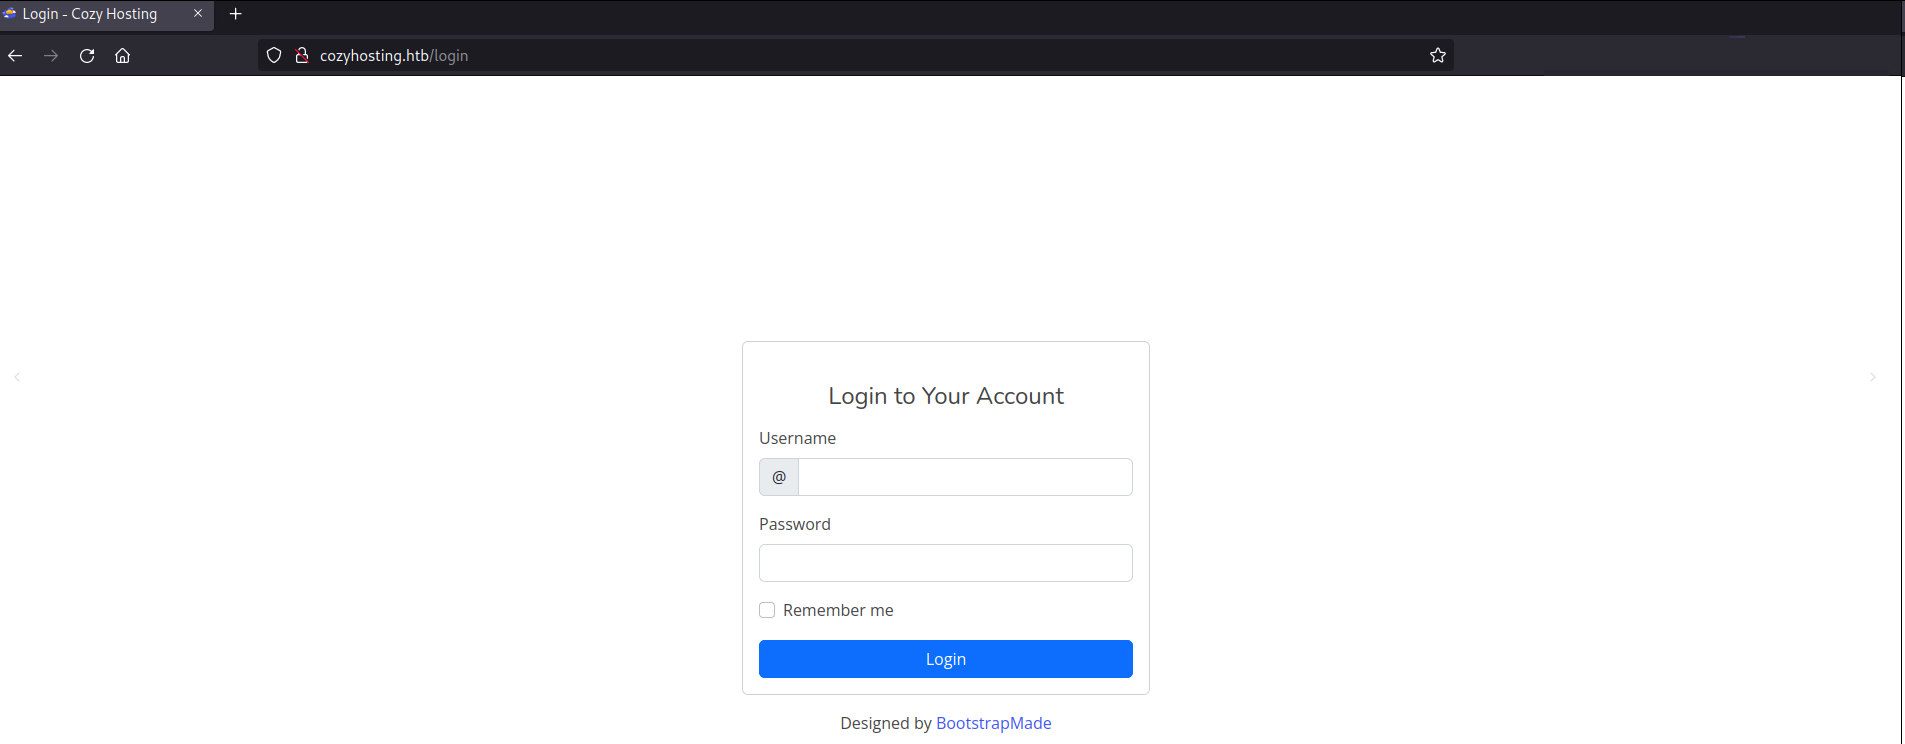 Login - Cozy Hosting
cozyhosting.htb/login
Login to Your Account
Username
@
Password
Remember me
Login
Designed by BootstrapMade